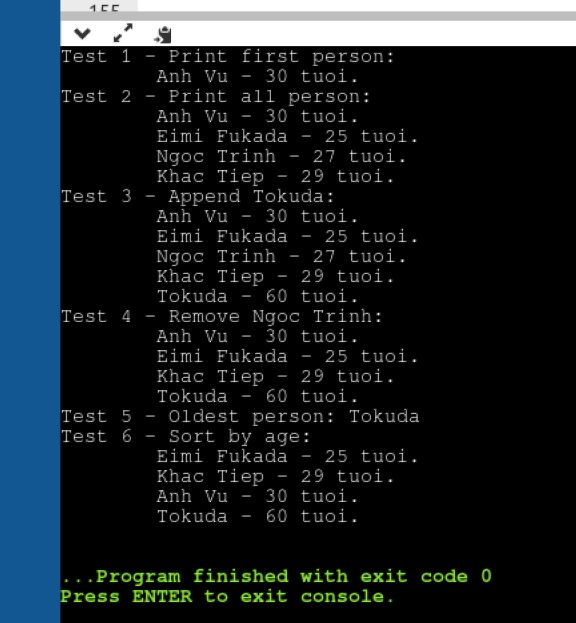 155
Test 1 - Print first person:
Anh Vu - 30 tuoi.
Test 2 - Print all person:
Anh Vu - 30 tuoi.
Eimi Fukada - 25 tuoi.
Ngoc Trinh - 27 tuoi.
Khac Tiep - 29 tuoi.
Test 3 - Append Tokuda:
Anh Vu - 30 tuoi.
Eimi Fukada - 25 tuoi.
Ngoc Trinh - 27 tuoi.
Khac Tiep - 29 tuoi.
Tokuda - 60 tuoi.
Test 4 - Remove Ngoc Trinh:
Anh Vu - 30 tuoi.
Eimi Fukada - 25 tuoi.
Khac Tiep - 29 tuoi.
Tokuda - 60 tuoi.
Test 5 - Oldest person: Tokuda
Test 6 - Sort by age:
Eimi Fukada - 25 tuoi.
Khac Tiep - 29 tuoi.
Anh Vu - 30 tuoi.
Tokuda - 60 tuoi.
...Program finished with exit code 0
Press ENTER to exit console.